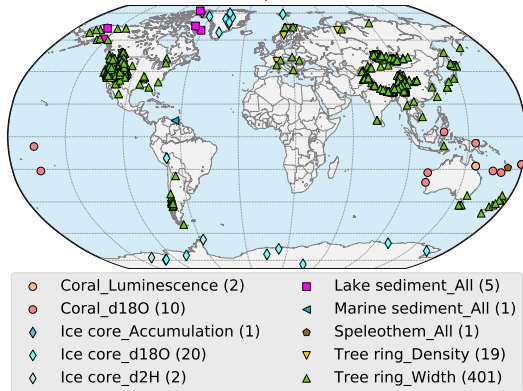 Coral_Luminescence (2)
Coral_d18O (10)
Ice core_Accumulation (1)
Ice core_d18O (20)
Ice core_d2H (2)
Lake sediment_All (5)
Marine sediment_All (1)
Speleothem_All (1)
Tree ring_Density (19)
Tree ring_Width (401)